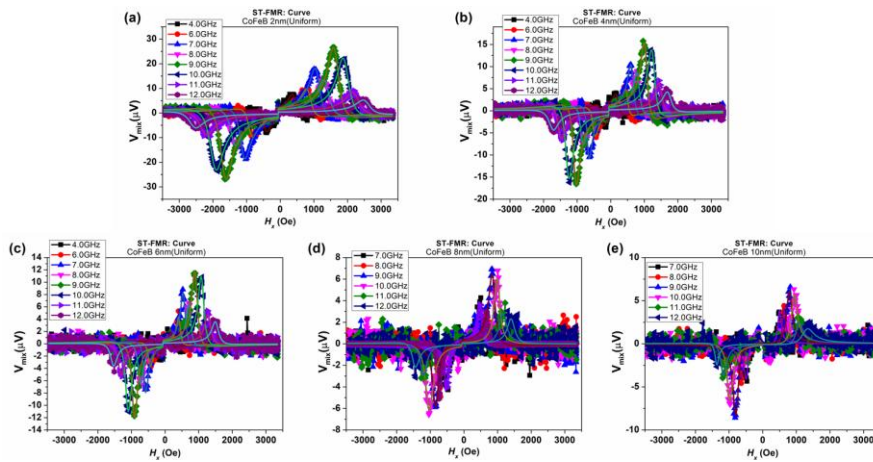 (a)
ST-FMR: Curve
CoFeB 2nm(Uniform)
4.0GHz
6.0GHz
7.0GHz
8.0GHz
9.0GHz
10.0GHz
11.0GHz
12.0GHz
30
20
10
0
-10
-20
-30
Vmix(μV)
-3000 -2000 -1000 0 1000 2000 3000
Hx (Oe)
(b)
ST-FMR: Curve
CoFeB 4nm(Uniform)
4.0GHz
6.0GHz
7.0GHz
8.0GHz
9.0GHz
10.0GHz
11.0GHz
12.0GHz
15
10
5
0
-5
-10
-15
-20
Vmix(μV)
-3000 -2000 -1000 0 1000 2000 3000
Hx (Oe)
(c)
ST-FMR: Curve
CoFeB 6nm(Uniform)
4.0GHz
6.0GHz
7.0GHz
8.0GHz
9.0GHz
10.0GHz
11.0GHz
12.0GHz
14
12
10
8
6
4
2
0
-2
-4
-6
-8
-10
-12
-14
Vmix(μV)
-3000 -2000 -1000 0 1000 2000 3000
Hx (Oe)
(d)
ST-FMR: Curve
CoFeB 8nm(Uniform)
7.0GHz
8.0GHz
9.0GHz
10.0GHz
11.0GHz
12.0GHz
8
6
4
2
0
-2
-4
-6
-8
Vmix(μV)
-3000 -2000 -1000 0 1000 2000 3000
Hx (Oe)
(e)
ST-FMR: Curve
CoFeB 10nm(Uniform)
7.0GHz
8.0GHz
9.0GHz
10.0GHz
11.0GHz
12.0GHz
10
5
0
-5
-10
Vmix(μV)
-3000 -2000 -1000 0 1000 2000 3000
Hx (Oe)